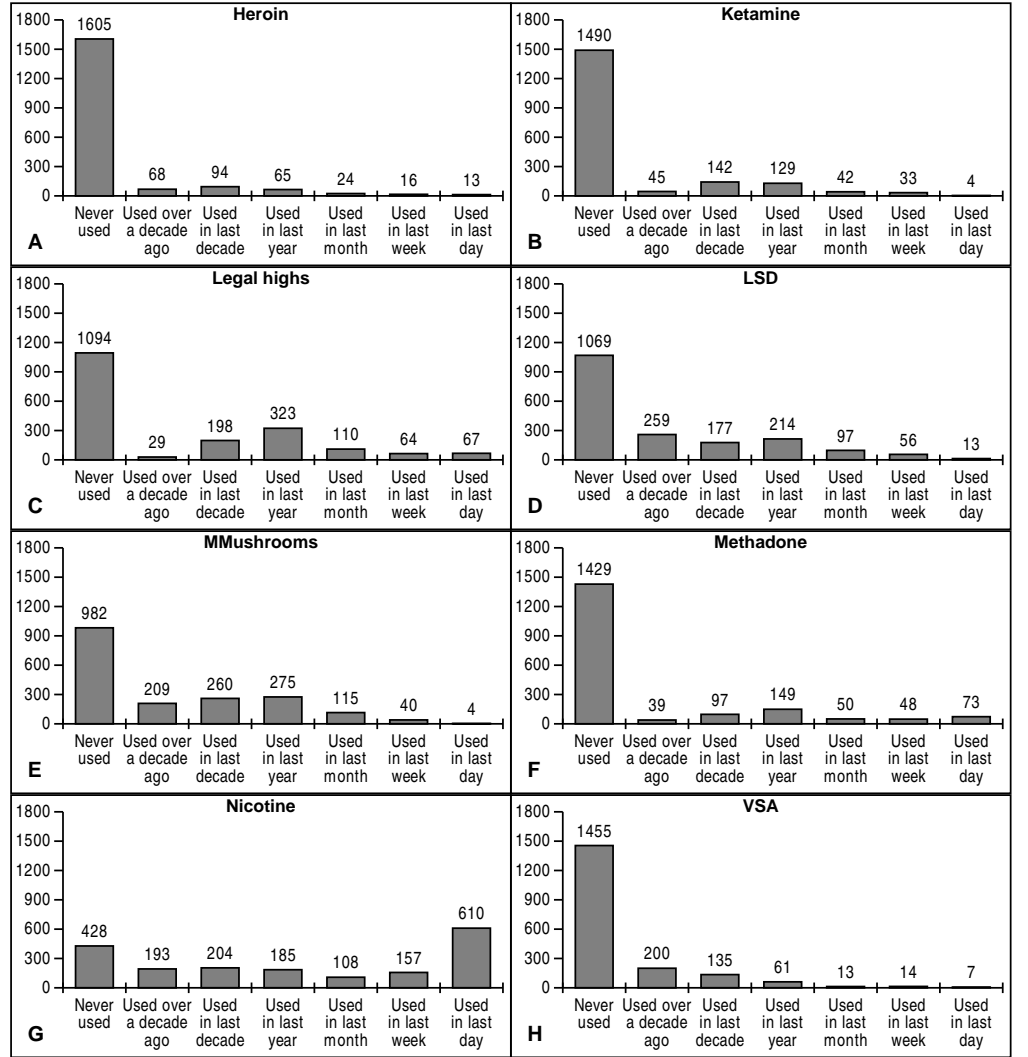 Heroin
1800
1500
1200
900
600
300
0
1605
68
94
65
24
16
13
Never Used over Used Used Used Used Used
used a decade in last in last in last in last in last
ago decade year month week day
A
Ketamine
1800
1500
1200
900
600
300
0
1490
45
142
129
42
33
4
Never Used over Used Used Used Used Used
used a decade in last in last in last in last in last
ago decade year month week day
B
Legal highs
1800
1500
1200
900
600
300
0
1094
29
198
323
110
64
67
Never Used over Used Used Used Used Used
used a decade in last in last in last in last in last
ago decade year month week day
C
LSD
1800
1500
1200
900
600
300
0
1069
259
177
214
97
56
13
Never Used over Used Used Used Used Used
used a decade in last in last in last in last in last
ago decade year month week day
D
MMushrooms
1800
1500
1200
900
600
300
0
982
209
260
275
115
40
4
Never Used over Used Used Used Used Used
used a decade in last in last in last in last in last
ago decade year month week day
E
Methadone
1800
1500
1200
900
600
300
0
1429
39
97
149
50
48
73
Never Used over Used Used Used Used Used
used a decade in last in last in last in last in last
ago decade year month week day
F
Nicotine
1800
1500
1200
900
600
300
0
428
193
204
185
108
157
610
Never Used over Used Used Used Used Used
used a decade in last in last in last in last in last
ago decade year month week day
G
VSA
1800
1500
1200
900
600
300
0
1455
200
135
61
13
14
7
Never Used over Used Used Used Used Used
used a decade in last in last in last in last in last
ago decade year month week day
H